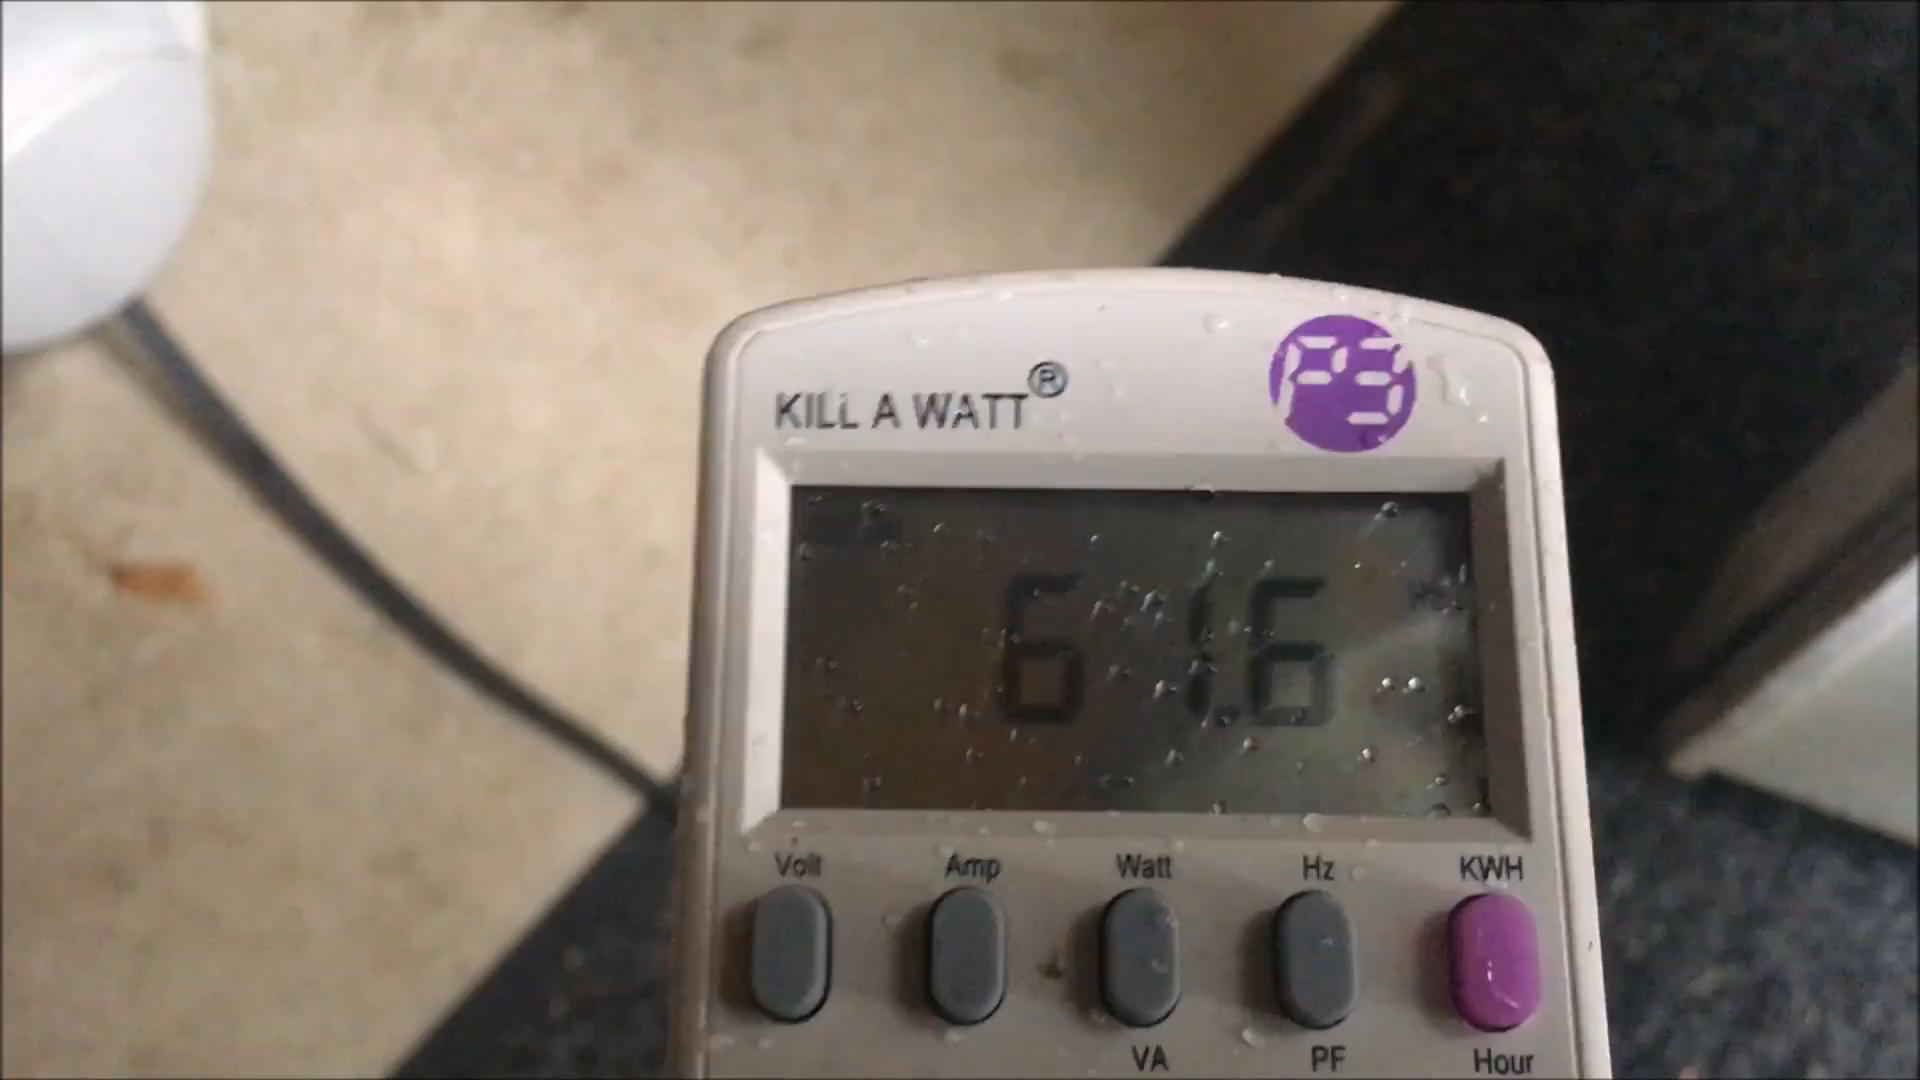 KILL A WATT®
P3
61.6
Volt Amp Watt Hz KWH
VA PF Hour